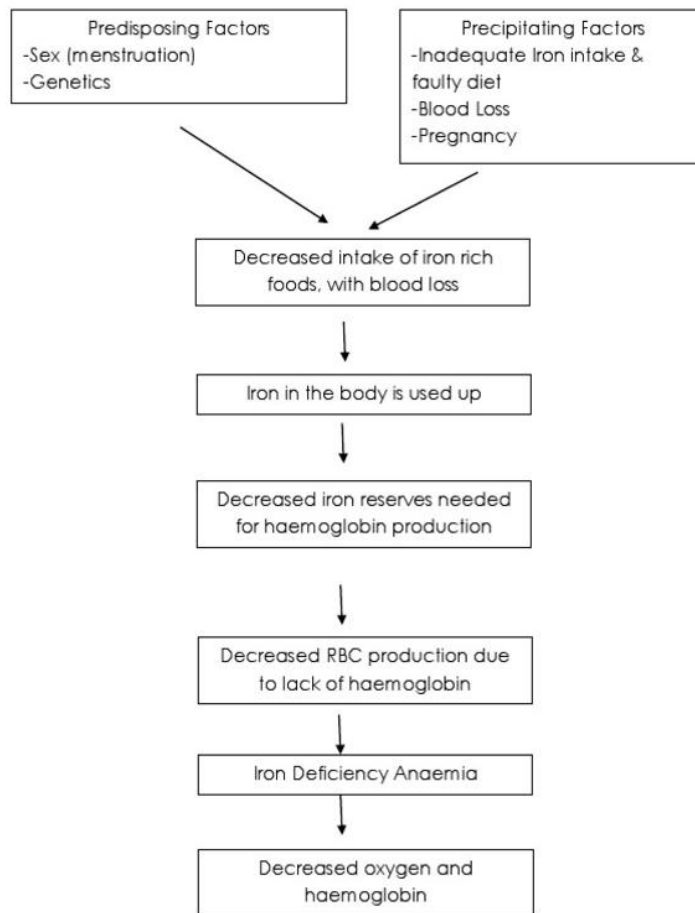 Predisposing Factors
-Sex (menstruation)
-Genetics
Precipitating Factors
-Inadequate Iron intake &
faulty diet
-Blood Loss
-Pregnancy
Decreased intake of iron rich
foods, with blood loss
Iron in the body is used up
Decreased iron reserves needed
for haemoglobin production
Decreased RBC production due
to lack of haemoglobin
Iron Deficiency Anaemia
Decreased oxygen and
haemoglobin